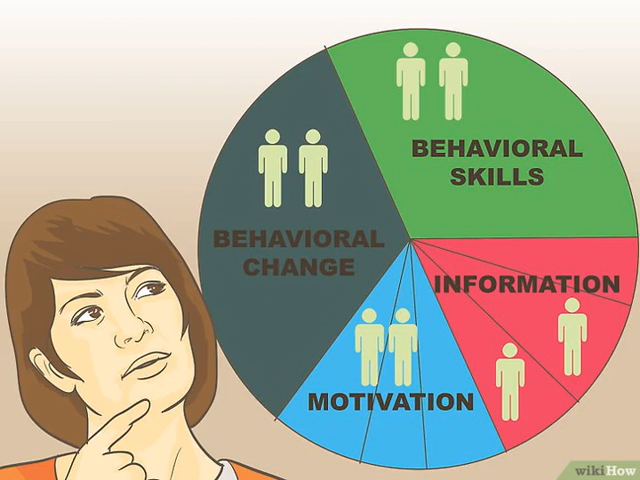 BEHAVIORAL
SKILLS
BEHAVIORAL
CHANGE
INFORMATION
MOTIVATION
wikiHow